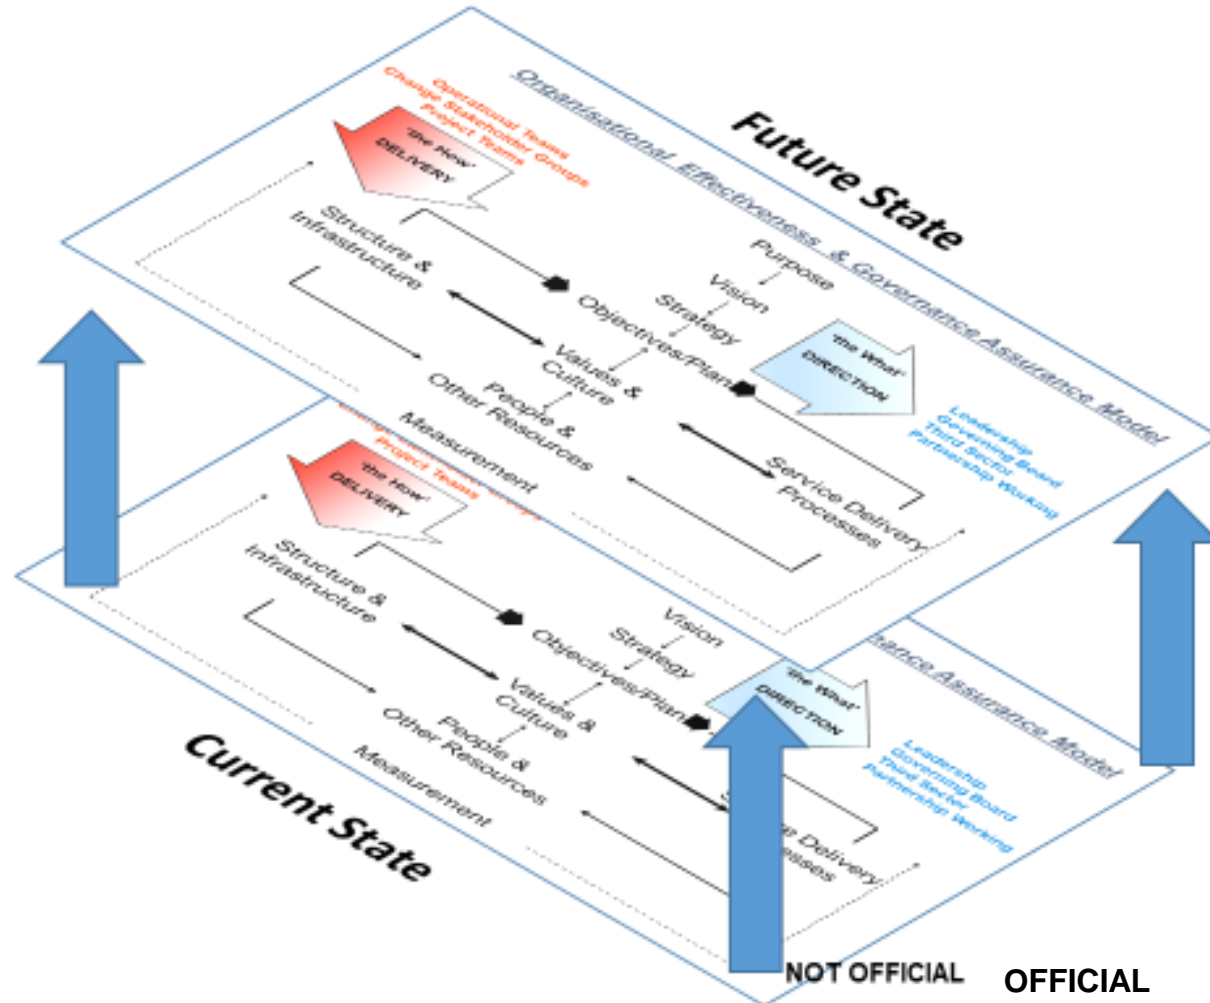 Future State
Organisational Effectiveness & Governance Assurance Model
Operational Teams
Change Stakeholder Groups
Project Teams
'the How'
DELIVERY
Structure &
Infrastructure
Purpose
Vision
Strategy
Objectives/Plan
Values &
Culture
People &
Other Resources
Measurement
'the What'
DIRECTION
Leadership
Governing Board
Third Sector
Partnership Working
Service Delivery
Processes
Project Teams
'the How'
DELIVERY
Structure &
Infrastructure
Vision
Strategy
Objectives/Plan
Values &
Culture
People &
Other Resources
Measurement
'the What'
DIRECTION
Assurance Model
Leadership
Governing Board
Third Sector
Partnership Working
Delivery
Current State
NOT OFFICIAL
OFFICIAL